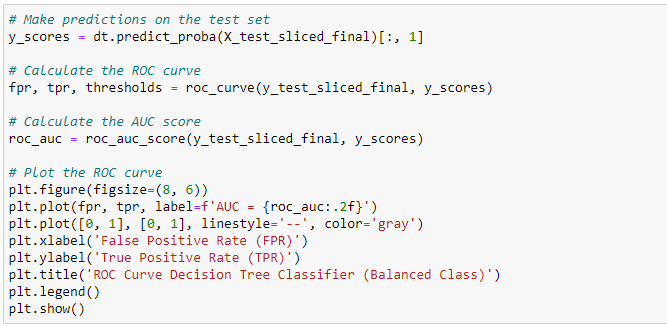 # Make predictions on the test set
y_scores = dt.predict_proba(X_test_sliced_final)[:, 1]
# Calculate the ROC curve
fpr, tpr, thresholds = roc_curve(y_test_sliced_final, y_scores)
# Calculate the AUC score
roc_auc = roc_auc_score(y_test_sliced_final, y_scores)
# Plot the ROC curve
plt.figure(figsize=(8, 6))
plt.plot(fpr, tpr, label=f'AUC = {roc_auc:.2f}')
plt.plot([0, 1], [0, 1], linestyle='--', color='gray')
plt.xlabel('False Positive Rate (FPR)')
plt.ylabel('True Positive Rate (TPR)')
plt.title('ROC Curve Decision Tree Classifier (Balanced Class)')
plt.legend()
plt.show()